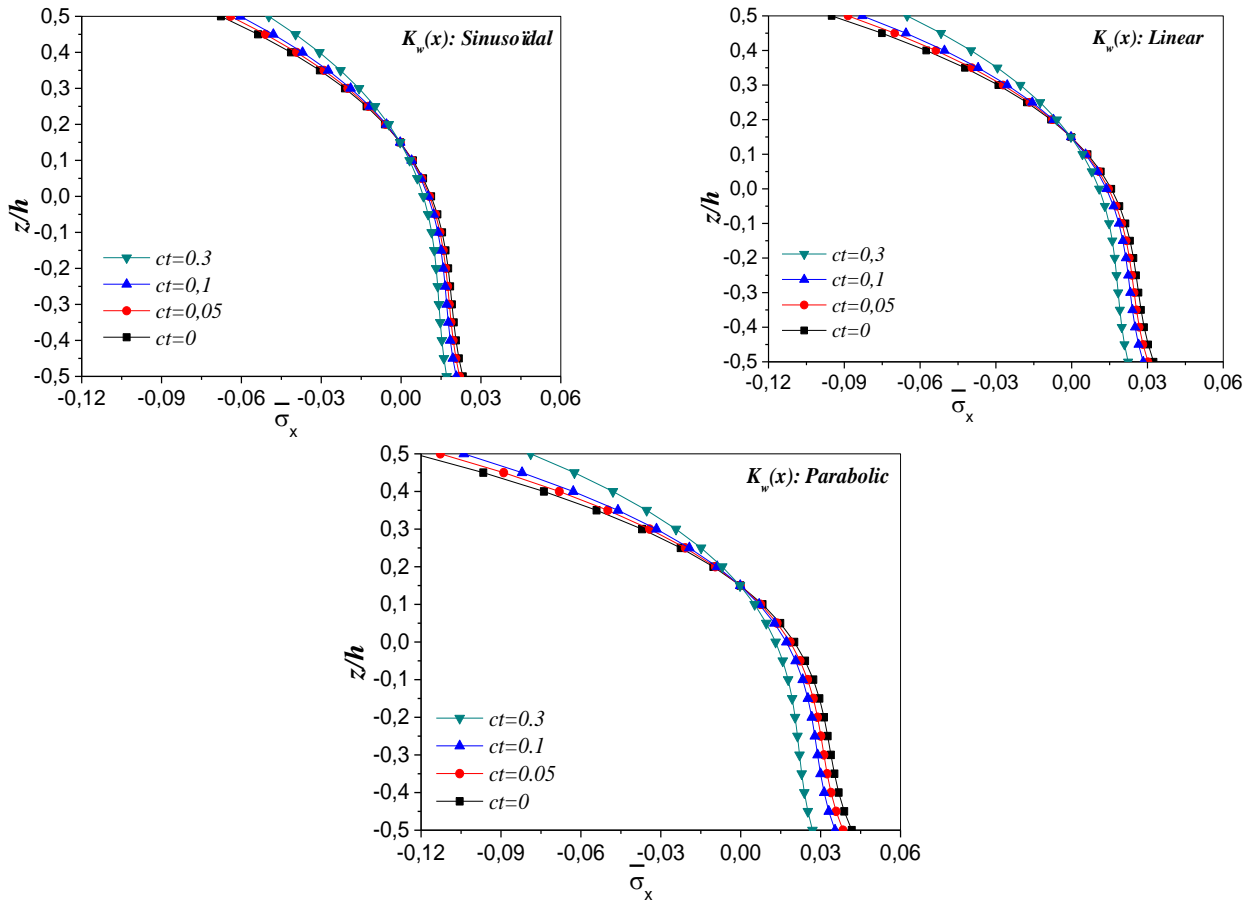 K_w(x): Sinusoïdal
0,5
0,4
0,3
0,2
0,1
0,0
-0,1
-0,2
-0,3
-0,4
-0,5
z/h
ct=0.3
ct=0,1
ct=0,05
ct=0
-0,12 -0,09 -0,06 -0,03 0,00 0,03 0,06
σ̅_x
K_w(x): Linear
0,5
0,4
0,3
0,2
0,1
0,0
-0,1
-0,2
-0,3
-0,4
-0,5
z/h
ct=0,3
ct=0,1
ct=0,05
ct=0
-0,12 -0,09 -0,06 -0,03 0,00 0,03 0,06
σ̅_x
K_w(x): Parabolic
0,5
0,4
0,3
0,2
0,1
0,0
-0,1
-0,2
-0,3
-0,4
-0,5
z/h
ct=0.3
ct=0.1
ct=0.05
ct=0
-0,12 -0,09 -0,06 -0,03 0,00 0,03 0,06
σ̅_x